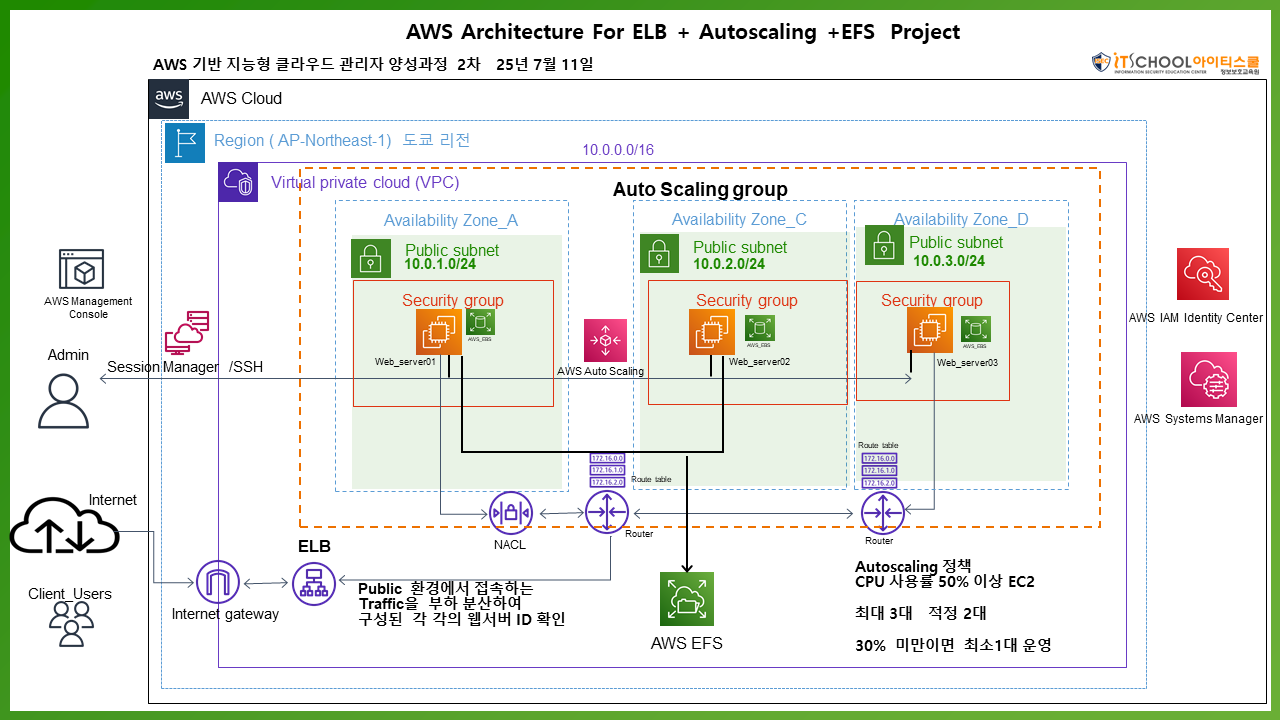 AWS Architecture For ELB + Autoscaling +EFS Project
AWS 기반 지능형 클라우드 관리자 양성과정 2차 25년 7월 11일
iTSCHOOL아이티스쿨
INFORMATION SECURITY EDUCATION CENTER 정보보호교육원
aws
AWS Cloud
Region ( AP-Northeast-1) 도쿄 리전
10.0.0.0/16
Virtual private cloud (VPC)
Auto Scaling group
Availability Zone_A
Availability Zone_C
Availability Zone_D
Public subnet
10.0.1.0/24
Public subnet
10.0.2.0/24
Public subnet
10.0.3.0/24
Security group
Security group
Security group
AWS_EBS
AWS_EBS
AWS_EBS
Web_server01
Web_server02
Web_server03
AWS Auto Scaling
AWS Management
Console
Admin
Session Manager /SSH
AWS IAM Identity Center
AWS Systems Manager
172.16.0.0
172.16.1.0
172.16.2.0
Route table
Route table
172.16.0.0
172.16.1.0
172.16.2.0
NACL
Router
Router
Internet
Client_Users
Internet gateway
ELB
Public 환경에서 접속하는
Traffic을 부하 분산하여
구성된 각 각의 웹서버 ID 확인
AWS EFS
Autoscaling 정책
CPU 사용률 50% 이상 EC2
최대 3대 적정 2대
30% 미만이면 최소1대 운영